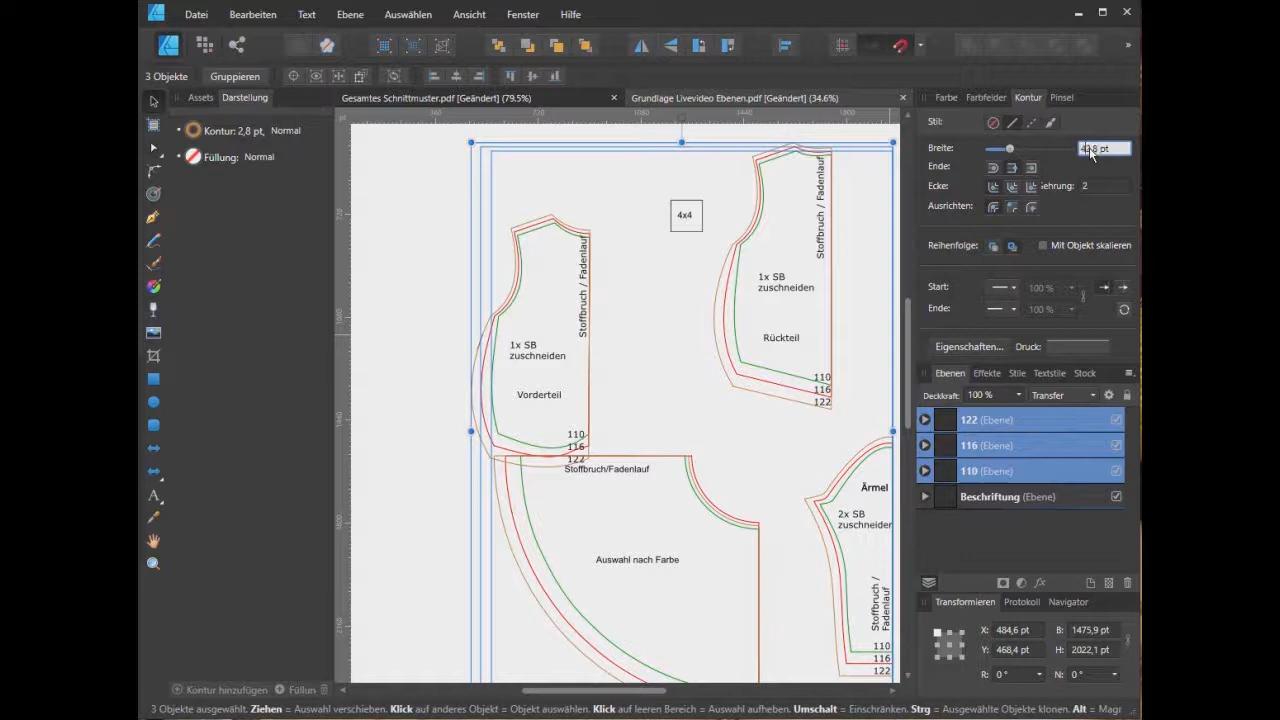 Datei Bearbeiten Text Ebene Auswählen Ansicht Fenster Hilfe
3 Objekte Gruppieren
Assets Darstellung
Gesamtes Schnittmuster.pdf [Geändert] (79.5%)
Grundlage Livevideo Ebenen.pdf [Geändert] (34.6%)
Farbe Farbfelder Kontur Pinsel
Kontur: 2,8 pt, Normal
Füllung: Normal
Stil:
Breite:
Ende:
Ecke: Gehrung: 2
Ausrichten:
Reihenfolge: Mit Objekt skalieren
Start: 100 %
Ende: 100 %
Eigenschaften... Druck:
Ebenen Effekte Stile Textstile Stock
Deckkraft: 100 % Transfer
122 (Ebene)
116 (Ebene)
110 (Ebene)
Beschriftung (Ebene)
Transformieren Protokoll Navigator
X: 484,6 pt B: 1475,9 pt
Y: 468,4 pt H: 2022,1 pt
R: 0 ° N: 0 °
pt
4x4
Stoffbruch / Fadenlauf
1x SB
zuschneiden
Vorderteil
110
116
122
Stoffbruch / Fadenlauf
1x SB
zuschneiden
Rückteil
110
116
122
Stoffbruch/Fadenlauf
Auswahl nach Farbe
Ärmel
2x SB
zuschneiden
Stoffbruch /
Fadenlauf
110
116
122
Kontur hinzufügen Füllun
3 Objekte ausgewählt. Ziehen = Auswahl verschieben. Klick auf anderes Objekt = Objekt auswählen. Klick auf leeren Bereich = Auswahl aufheben. Umschalt = Einschränken. Strg = Ausgewählte Objekte klonen. Alt = Magr